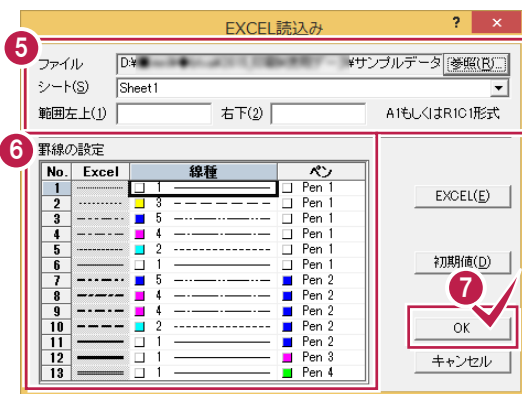 EXCEL読込み ? ×
5
ファイル D:¥ ¥サンプルデータ 参照(R)...
シート(S) Sheet1
範囲左上(1) 右下(2) A1もしくはR1C1形式
6
罫線の設定
No. Excel 線種 ペン
1 1 Pen 1
2 3 Pen 1
3 5 Pen 1
4 4 Pen 1
5 2 Pen 1
6 1 Pen 1
7 5 Pen 2
8 4 Pen 2
9 4 Pen 2
10 2 Pen 2
11 1 Pen 2
12 1 Pen 3
13 1 Pen 4
EXCEL(E)
初期値(D)
7
OK
キャンセル